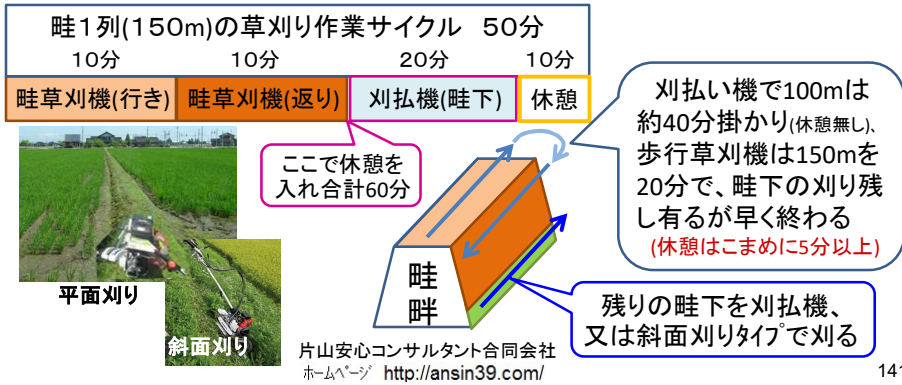 畦1列(150m)の草刈り作業サイクル 50分
10分 10分 20分 10分
畦草刈機(行き) 畦草刈機(返り) 刈払機(畦下) 休憩
ここで休憩を
入れ合計60分
刈払い機で100mは
約40分掛かり(休憩無し)、
歩行草刈機は150mを
20分で、畦下の刈り残
し有るが早く終わる
(休憩はこまめに5分以上)
平面刈り
斜面刈り
畦
畔
残りの畦下を刈払機、
又は斜面刈りタイプで刈る
片山安心コンサルタント合同会社
ホームページ http://ansin39.com/
141